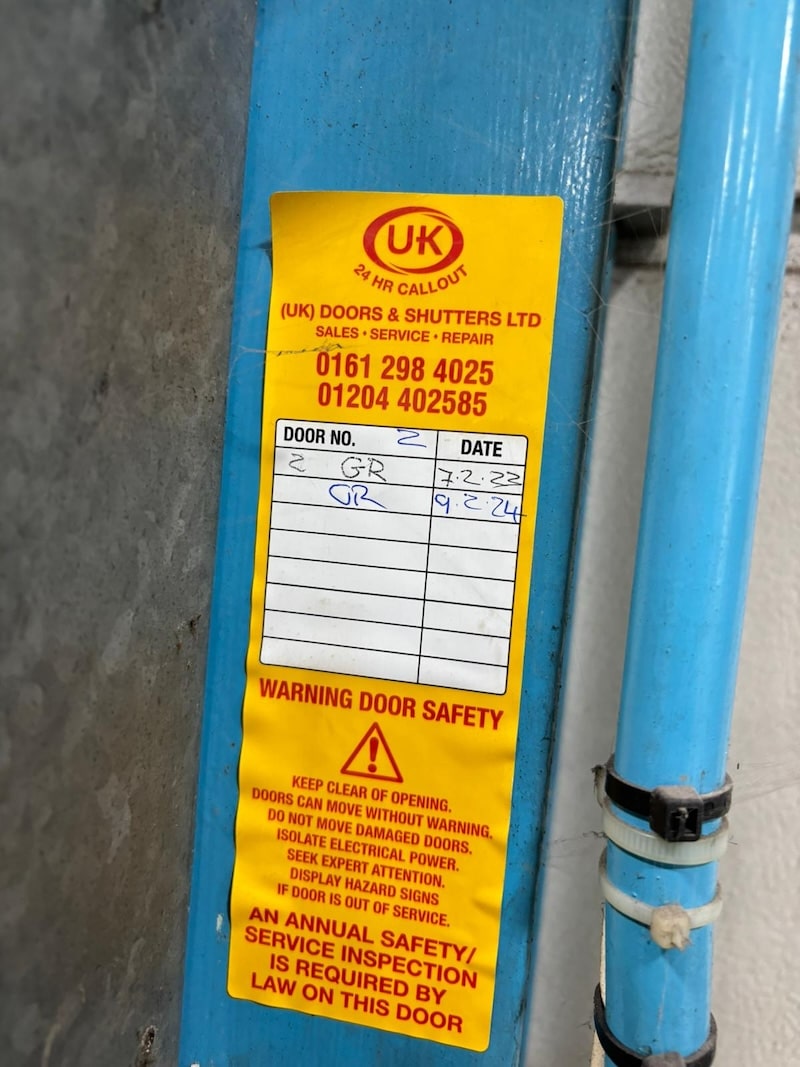 UK
24 HR CALLOUT
(UK) DOORS & SHUTTERS LTD
SALES • SERVICE • REPAIR
0161 298 4025
01204 402585
DOOR NO. 2 DATE
2 GR 7.2.23
GR 9.2.24
WARNING DOOR SAFETY
!
KEEP CLEAR OF OPENING.
DOORS CAN MOVE WITHOUT WARNING.
DO NOT MOVE DAMAGED DOORS.
ISOLATE ELECTRICAL POWER.
SEEK EXPERT ATTENTION.
DISPLAY HAZARD SIGNS
IF DOOR IS OUT OF SERVICE.
AN ANNUAL SAFETY/
SERVICE INSPECTION
IS REQUIRED BY
LAW ON THIS DOOR